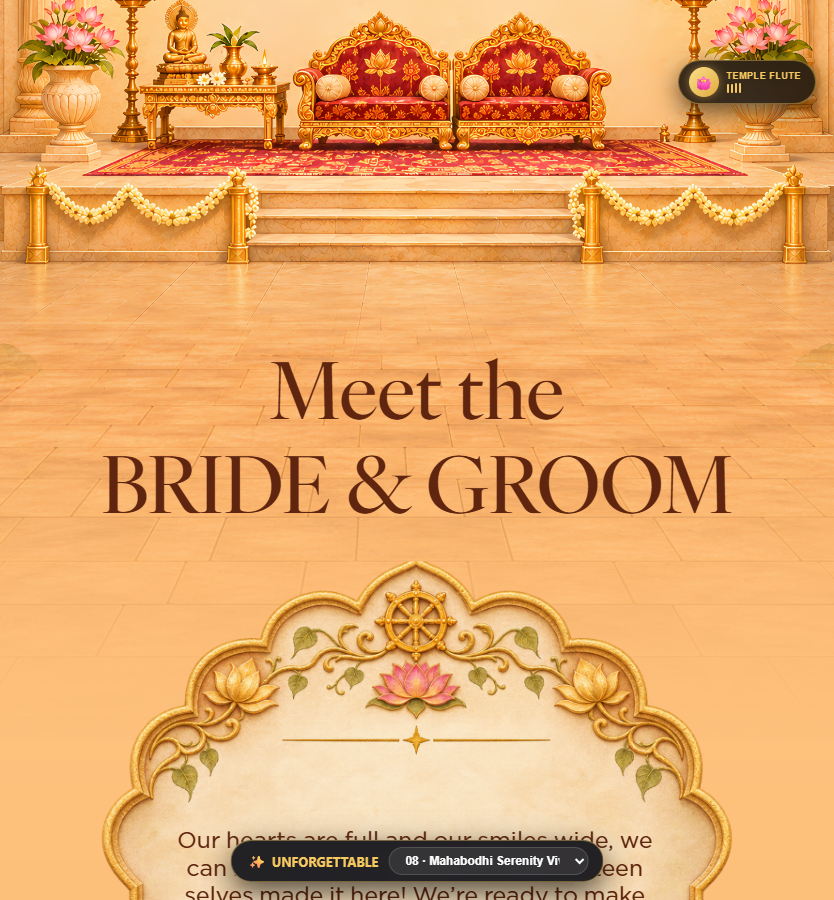 TEMPLE FLUTE
Meet the
BRIDE & GROOM
Our hearts are full and our smiles wide, we
can
selves made it here! We're ready to make
✨ UNFORGETTABLE
08 - Mahabodhi Serenity